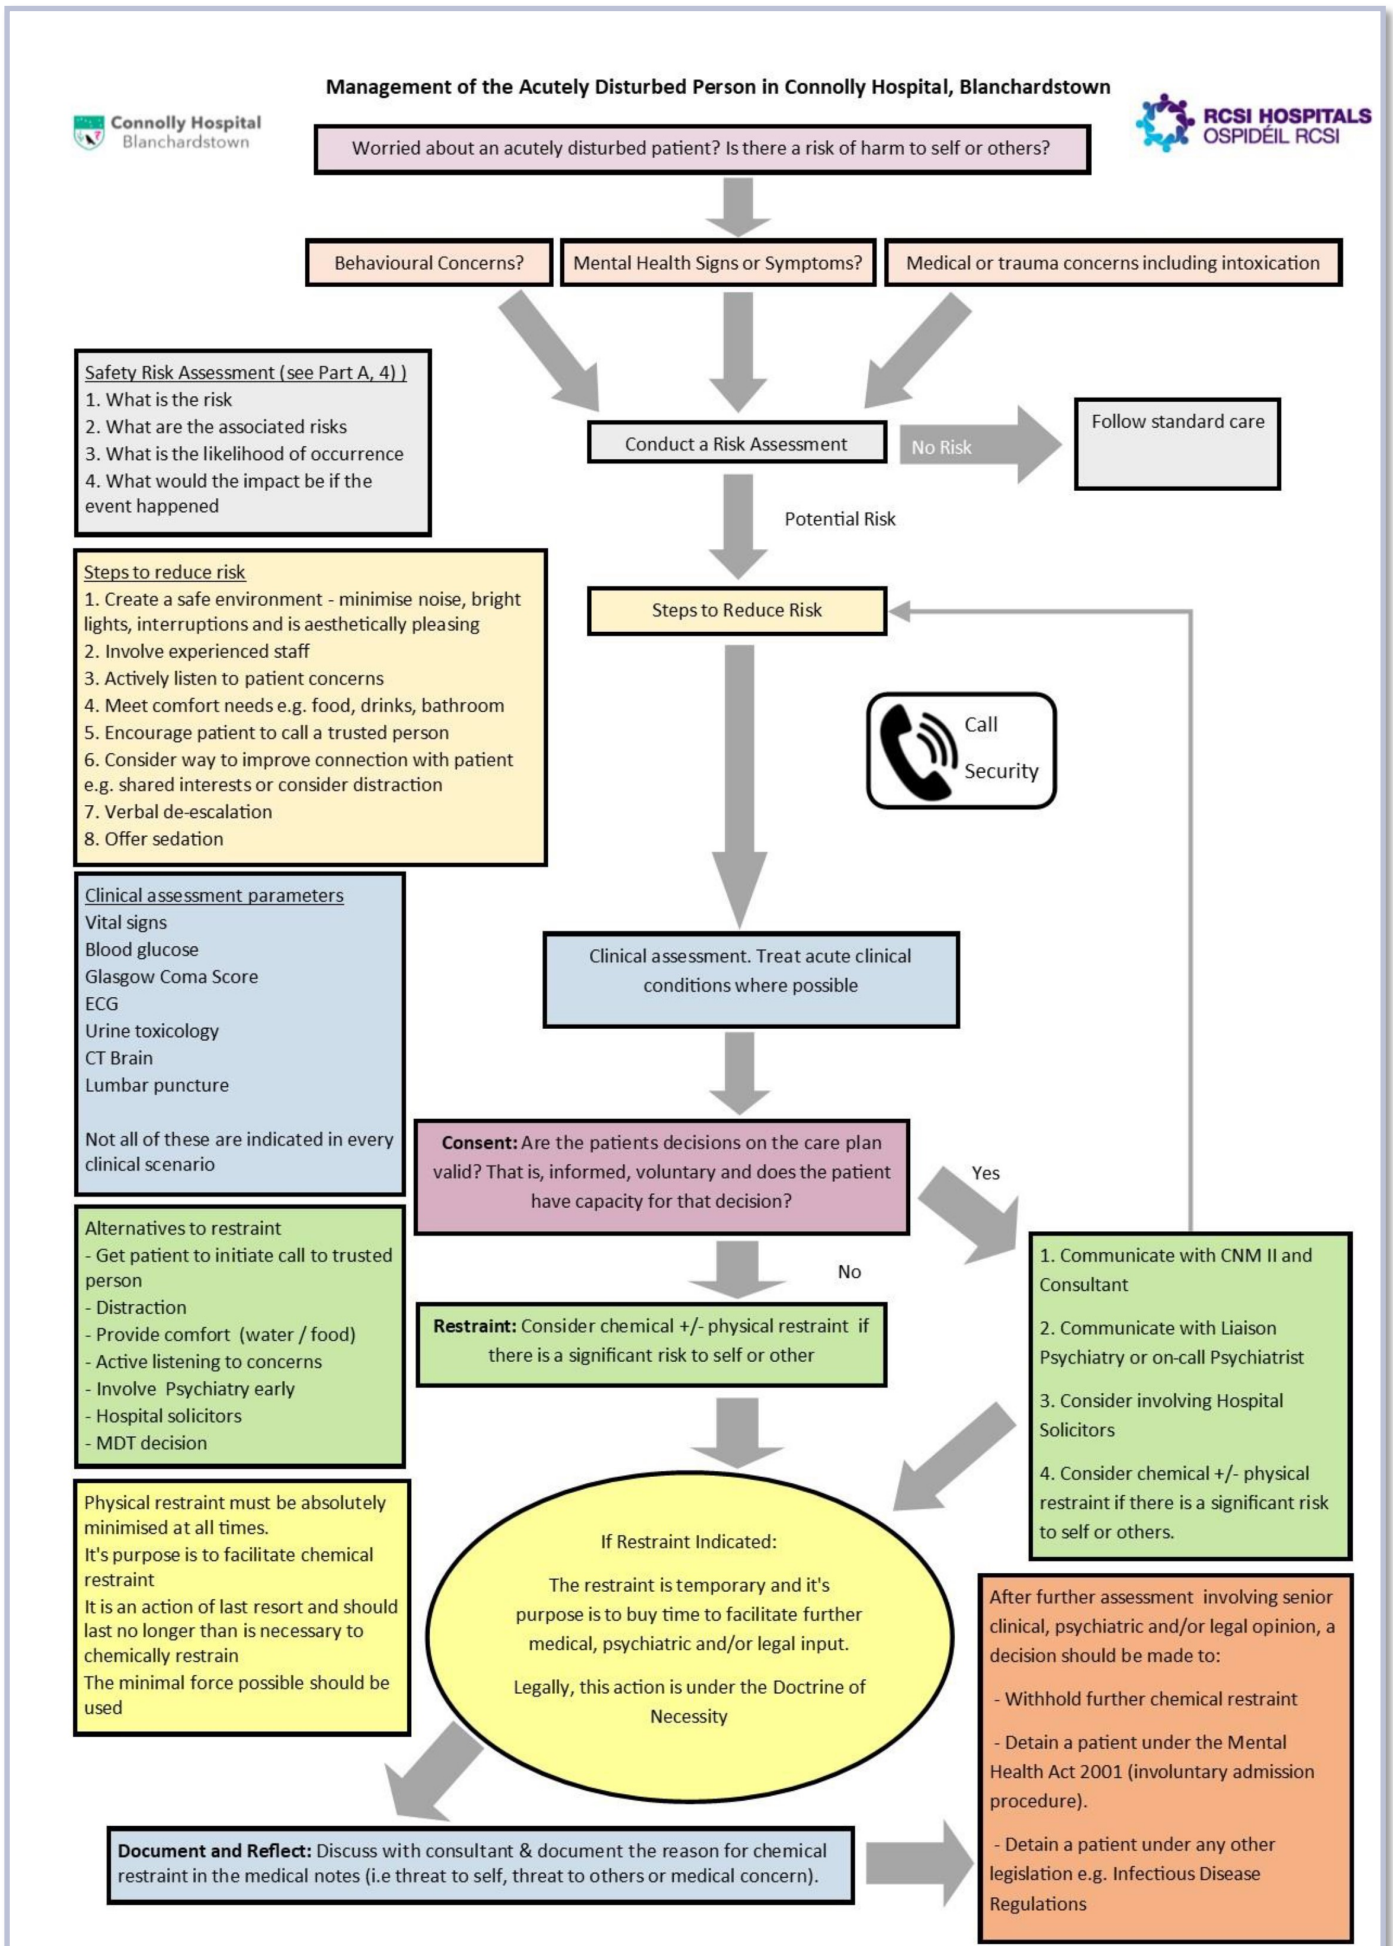 Management of the Acutely Disturbed Person in Connolly Hospital, Blanchardstown
Connolly Hospital
Blanchardstown
RCSI HOSPITALS
OSPIDÉIL RCSI
Worried about an acutely disturbed patient? Is there a risk of harm to self or others?
Behavioural Concerns?
Mental Health Signs or Symptoms?
Medical or trauma concerns including intoxication
Safety Risk Assessment (see Part A, 4) )
1. What is the risk
2. What are the associated risks
3. What is the likelihood of occurrence
4. What would the impact be if the
event happened
Conduct a Risk Assessment
No Risk
Follow standard care
Potential Risk
Steps to reduce risk
1. Create a safe environment - minimise noise, bright
lights, interruptions and is aesthetically pleasing
2. Involve experienced staff
3. Actively listen to patient concerns
4. Meet comfort needs e.g. food, drinks, bathroom
5. Encourage patient to call a trusted person
6. Consider way to improve connection with patient
e.g. shared interests or consider distraction
7. Verbal de-escalation
8. Offer sedation
Steps to Reduce Risk
Call
Security
Clinical assessment parameters
Vital signs
Blood glucose
Glasgow Coma Score
ECG
Urine toxicology
CT Brain
Lumbar puncture
Not all of these are indicated in every
clinical scenario
Clinical assessment. Treat acute clinical
conditions where possible
Consent: Are the patients decisions on the care plan
valid? That is, informed, voluntary and does the patient
have capacity for that decision?
Yes
No
Alternatives to restraint
- Get patient to initiate call to trusted
person
- Distraction
- Provide comfort (water / food)
- Active listening to concerns
- Involve Psychiatry early
- Hospital solicitors
- MDT decision
Restraint: Consider chemical +/- physical restraint if
there is a significant risk to self or other
1. Communicate with CNM II and
Consultant
2. Communicate with Liaison
Psychiatry or on-call Psychiatrist
3. Consider involving Hospital
Solicitors
4. Consider chemical +/- physical
restraint if there is a significant risk
to self or others.
Physical restraint must be absolutely
minimised at all times.
It's purpose is to facilitate chemical
restraint
It is an action of last resort and should
last no longer than is necessary to
chemically restrain
The minimal force possible should be
used
If Restraint Indicated:
The restraint is temporary and it's
purpose is to buy time to facilitate further
medical, psychiatric and/or legal input.
Legally, this action is under the Doctrine of
Necessity
After further assessment involving senior
clinical, psychiatric and/or legal opinion, a
decision should be made to:
- Withhold further chemical restraint
- Detain a patient under the Mental
Health Act 2001 (involuntary admission
procedure).
- Detain a patient under any other
legislation e.g. Infectious Disease
Regulations
Document and Reflect: Discuss with consultant & document the reason for chemical
restraint in the medical notes (i.e threat to self, threat to others or medical concern).